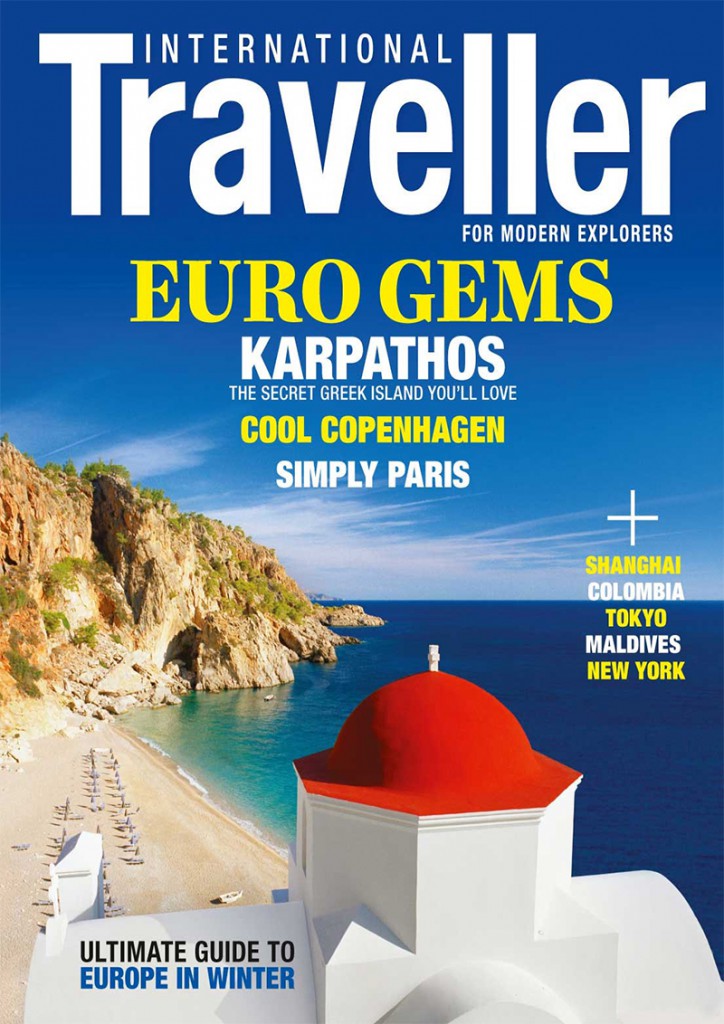 INTERNATIONAL
Traveller
FOR MODERN EXPLORERS
EURO GEMS
KARPATHOS
THE SECRET GREEK ISLAND YOU'LL LOVE
COOL COPENHAGEN
SIMPLY PARIS
+
SHANGHAI
COLOMBIA
TOKYO
MALDIVES
NEW YORK
ULTIMATE GUIDE TO
EUROPE IN WINTER